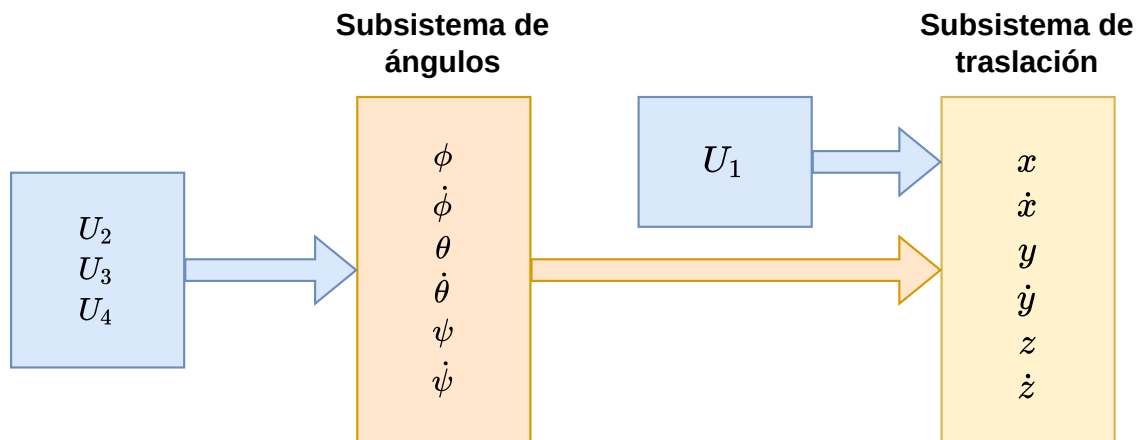 Subsistema de
ángulos
Subsistema de
traslación
U₂
U₃
U₄
ϕ
ϕ̇
θ
θ̇
ψ
ψ̇
U₁
x
ẋ
y
ẏ
z
ż